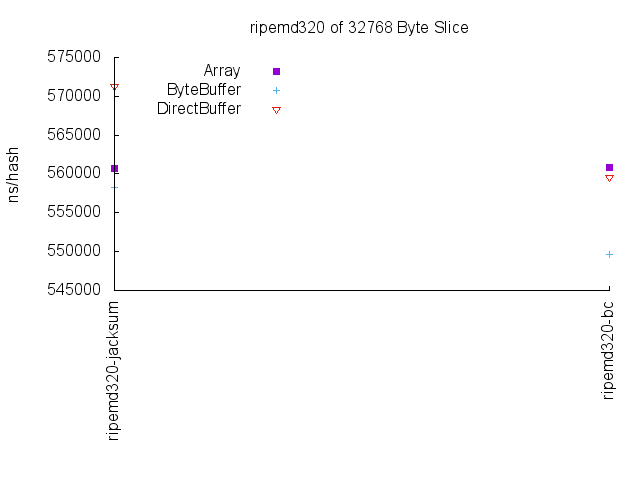 ripemd320 of 32768 Byte Slice
575000
570000
565000
560000
555000
550000
545000
ns/hash
Array
ByteBuffer
DirectBuffer
ripemd320-jacksum
ripemd320-bc